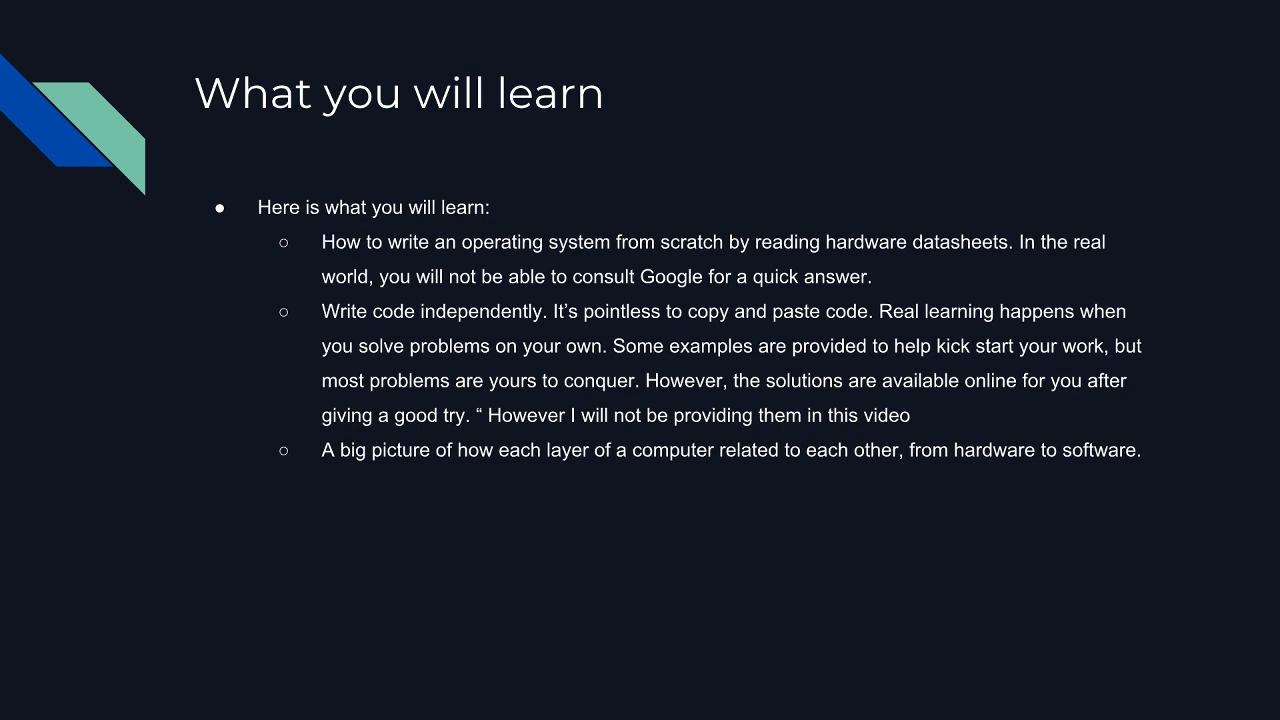 What you will learn
● Here is what you will learn:
○ How to write an operating system from scratch by reading hardware datasheets. In the real
world, you will not be able to consult Google for a quick answer.
○ Write code independently. It’s pointless to copy and paste code. Real learning happens when
you solve problems on your own. Some examples are provided to help kick start your work, but
most problems are yours to conquer. However, the solutions are available online for you after
giving a good try. “ However I will not be providing them in this video
○ A big picture of how each layer of a computer related to each other, from hardware to software.